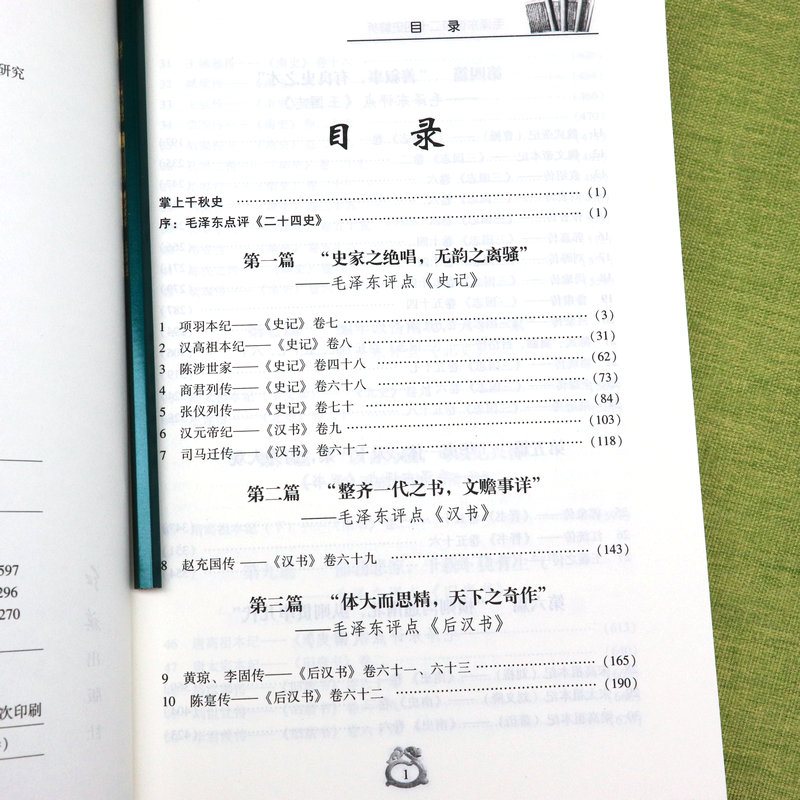 目 录
目 录
掌上千秋史 ……………………………………（1）
序：毛泽东点评《二十四史》 ……………………………（1）
第一篇 “史家之绝唱，无韵之离骚”
——毛泽东评点《史记》
1 项羽本纪——《史记》卷七 ……………………………（3）
2 汉高祖本纪——《史记》卷八 ……………………………（31）
3 陈涉世家——《史记》卷四十八 ……………………………（62）
4 商君列传——《史记》卷六十八 ……………………………（73）
5 张仪列传——《史记》卷七十 ……………………………（84）
6 汉元帝纪——《汉书》卷九 ……………………………（103）
7 司马迁传——《汉书》卷六十二 ……………………………（118）
第二篇 “整齐一代之书，文赡事详”
——毛泽东评点《汉书》
8 赵充国传——《汉书》卷六十九 ……………………………（143）
第三篇 “体大而思精，天下之奇作”
——毛泽东评点《后汉书》
9 黄琼、李固传——《后汉书》卷六十一、六十三 ……………………（165）
10 陈寔传——《后汉书》卷六十二 ……………………………（190）
1
研究
597
296
270
次印刷